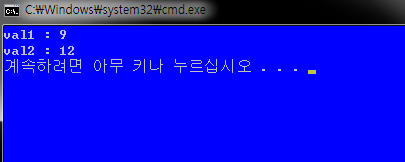 C:\Windows\system32\cmd.exe
val1 : 9
val2 : 12
계속하려면 아무 키나 누르십시오 . . .